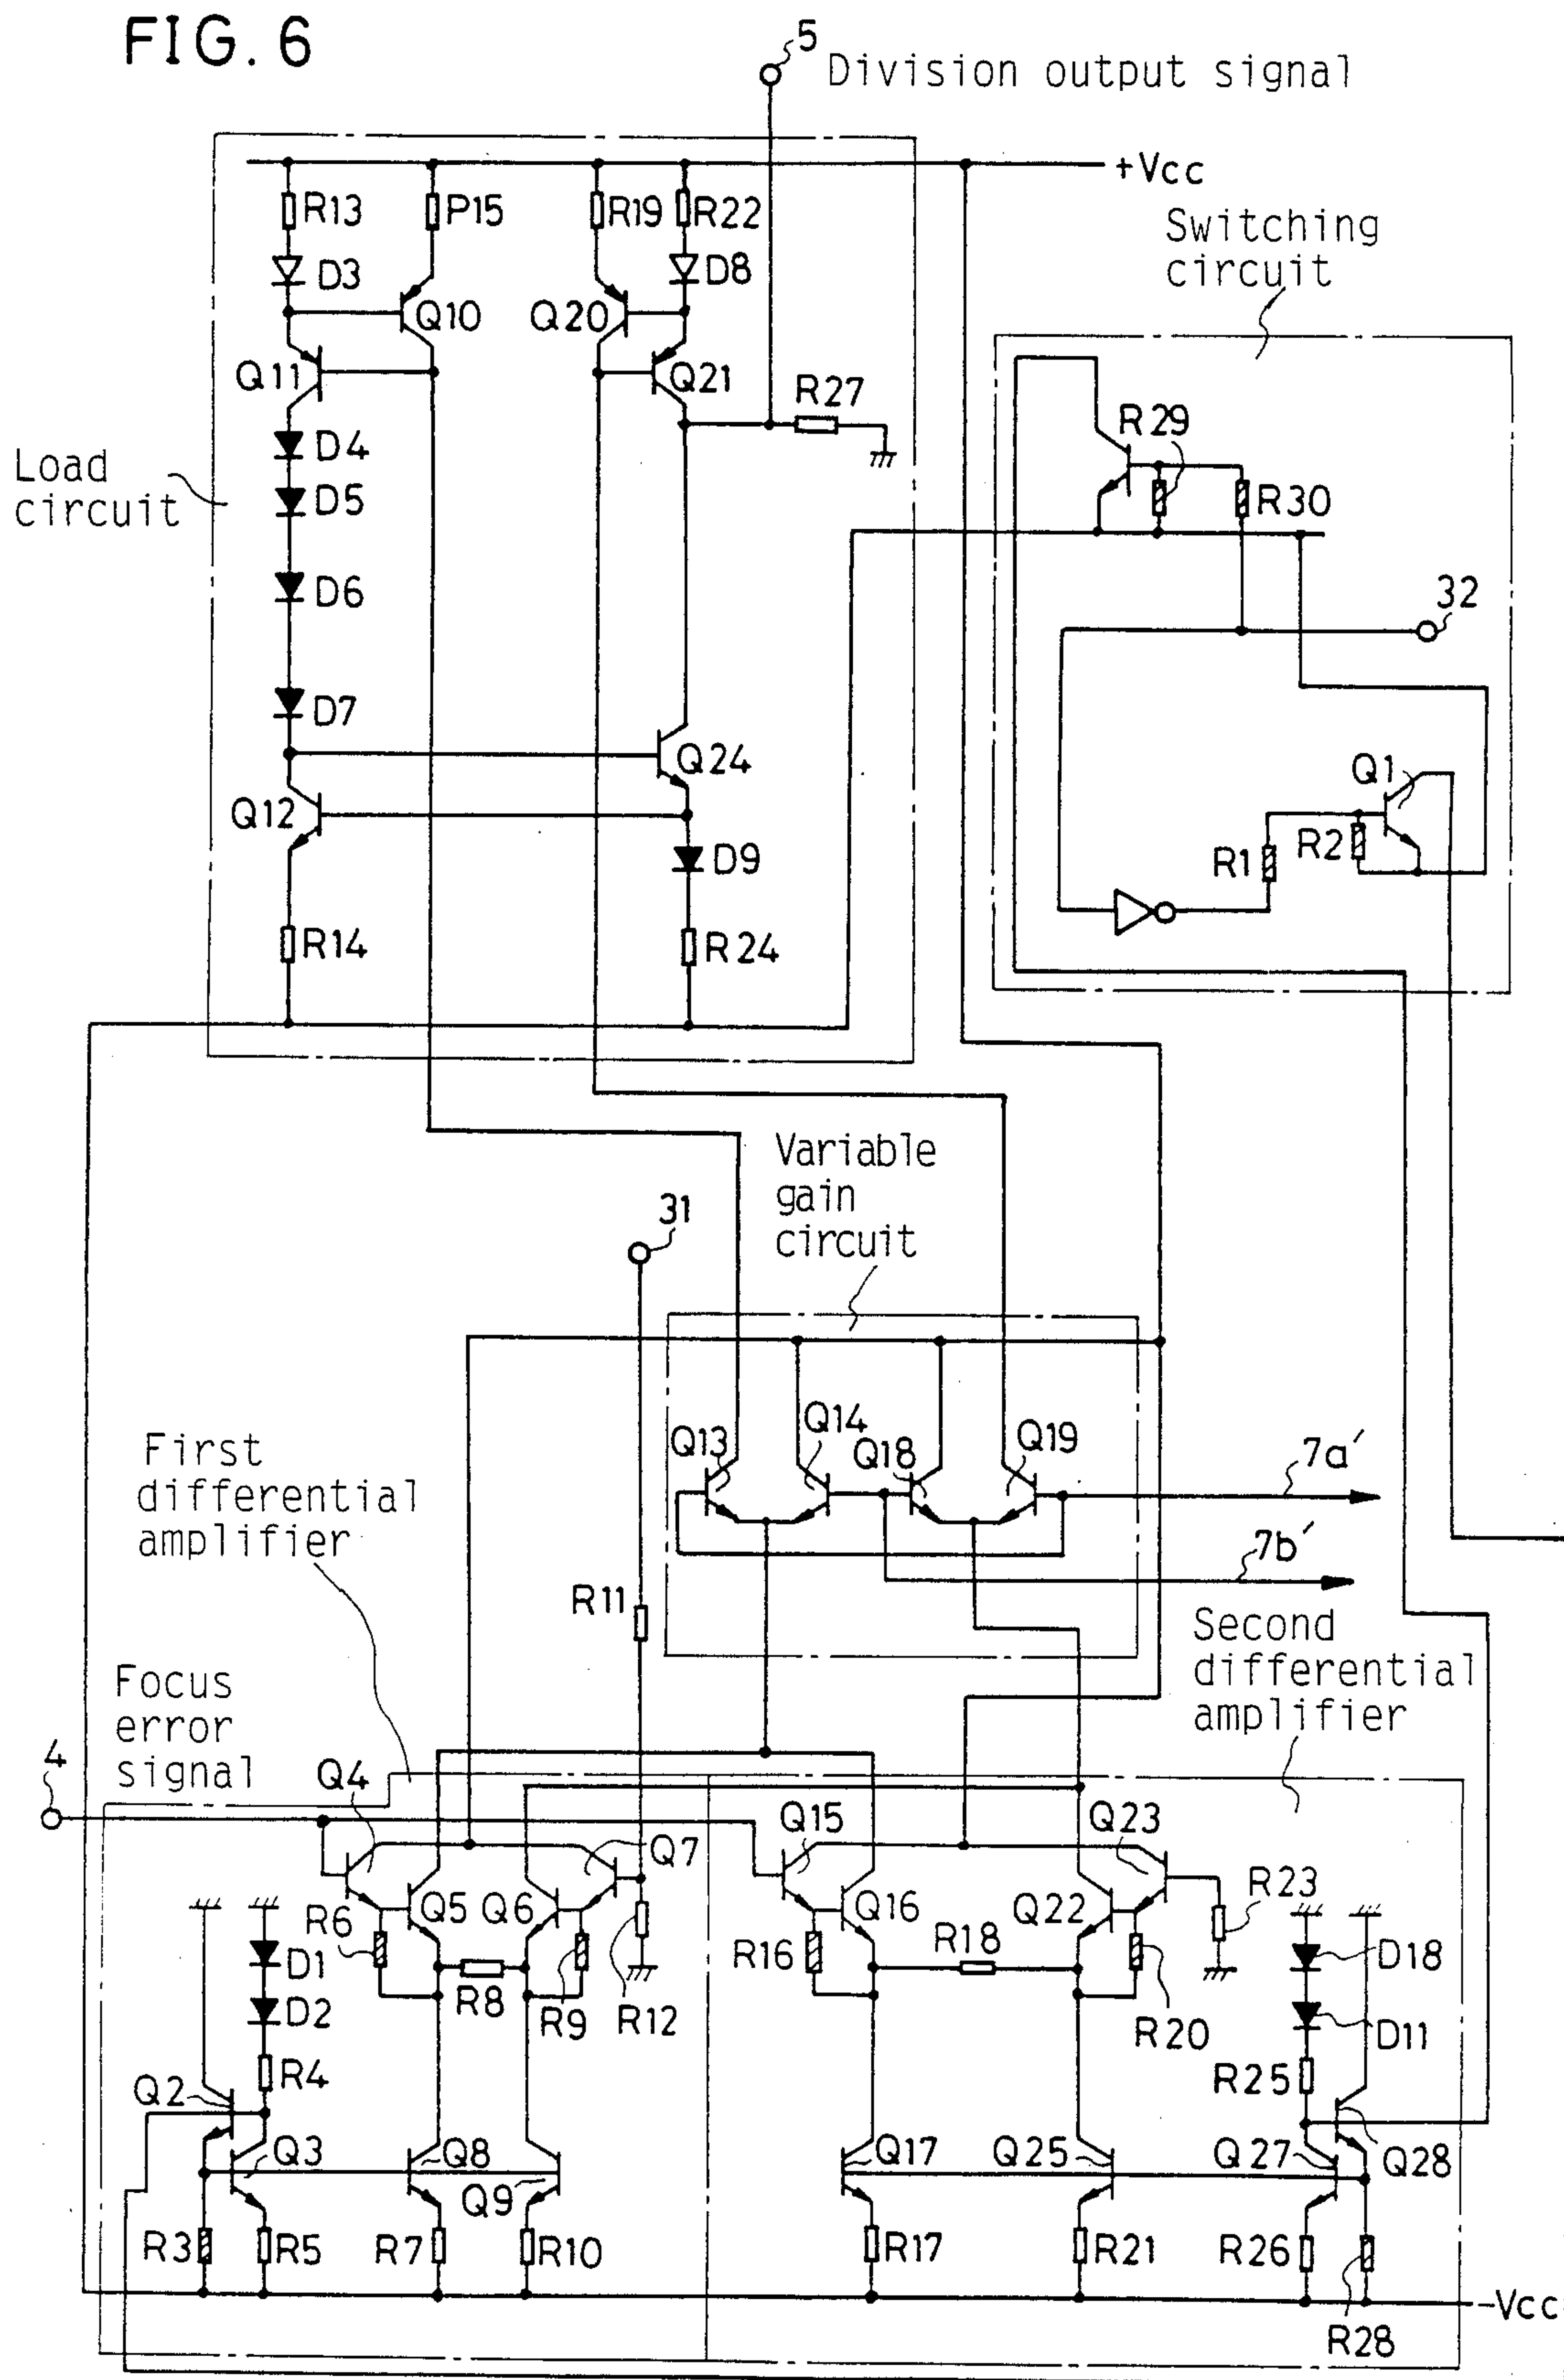 FIG. 6
5
Division output signal
+Vcc
R13
P15
R19
R22
Switching
circuit
D3
D8
Q10
Q20
Q11
Q21
R27
R29
D4
Load
circuit
D5
R30
D6
32
D7
Q24
Q1
Q12
D9
R1
R2
R14
R24
Variable
gain
circuit
31
Q13
Q14
Q18
Q19
7a′
First
differential
amplifier
7b′
R11
Second
differential
amplifier
Focus
error
signal
4
Q4
Q15
Q23
Q7
R6
Q5
Q6
Q16
Q22
R23
R16
R18
D1
D18
R8
R9
R12
D2
R20
D11
R4
R25
Q2
Q3
Q8
Q9
Q17
Q25
Q27
Q28
R3
R5
R7
R10
R17
R21
R26
-Vcc
R28